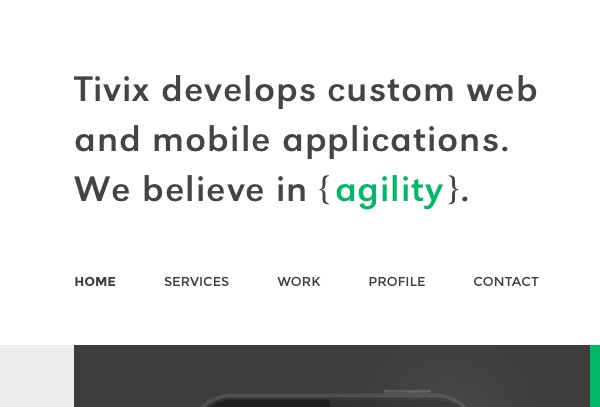 Tivix develops custom web
and mobile applications.
We believe in {agility}.
HOME SERVICES WORK PROFILE CONTACT